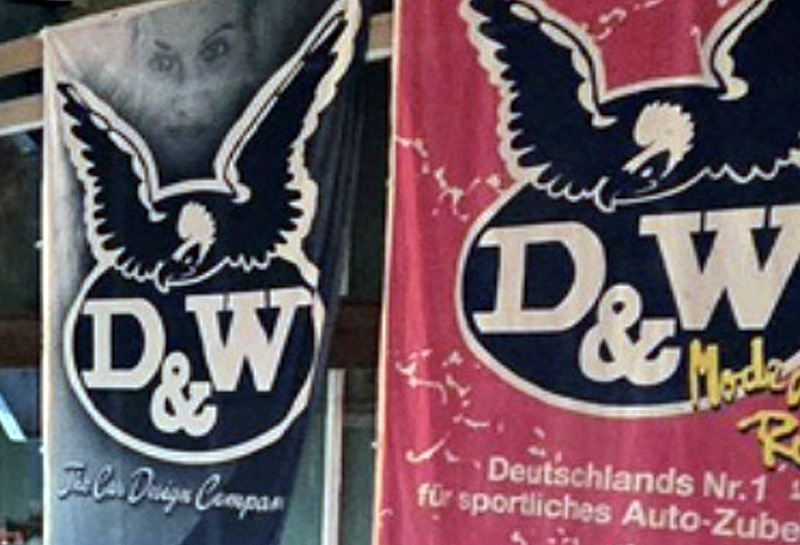 D&W
The Car Design Company
D&W
Deutschlands Nr.1
für sportliches Auto-Zube